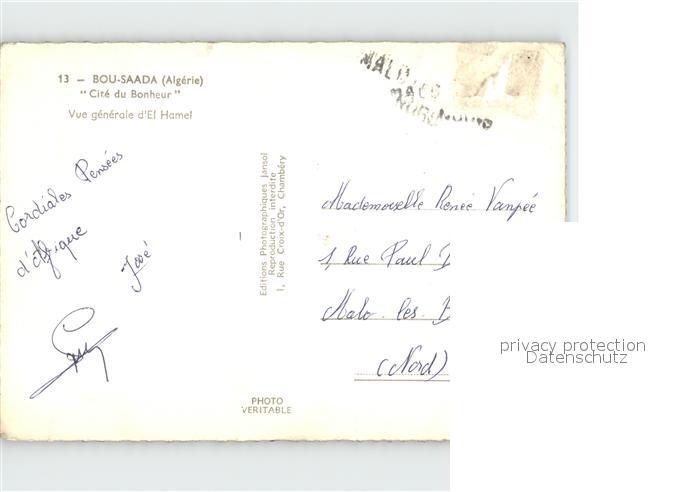 13 — BOU-SAADA (Algérie)
"Cité du Bonheur"
Vue générale d'El Hamel
Cordiales Pensées
d'Afrique
José
Editions Photographiques Jansol
Reproduction interdite
1, Rue Croix-d'Or, Chambéry
PHOTO
VERITABLE
Mademoiselle Renée Vanpée
1, Rue Paul D
Malo-les-B
(Nord)
privacy protection
Datenschutz